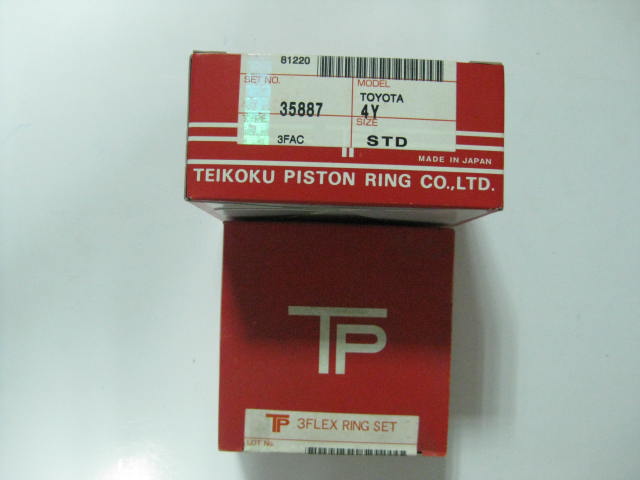 81220
SET NO. MODEL
TOYOTA
35887 4Y
SIZE
3FAC STD
MADE IN JAPAN
TEIKOKU PISTON RING CO.,LTD.
TP
TP 3FLEX RING SET
LOT No.